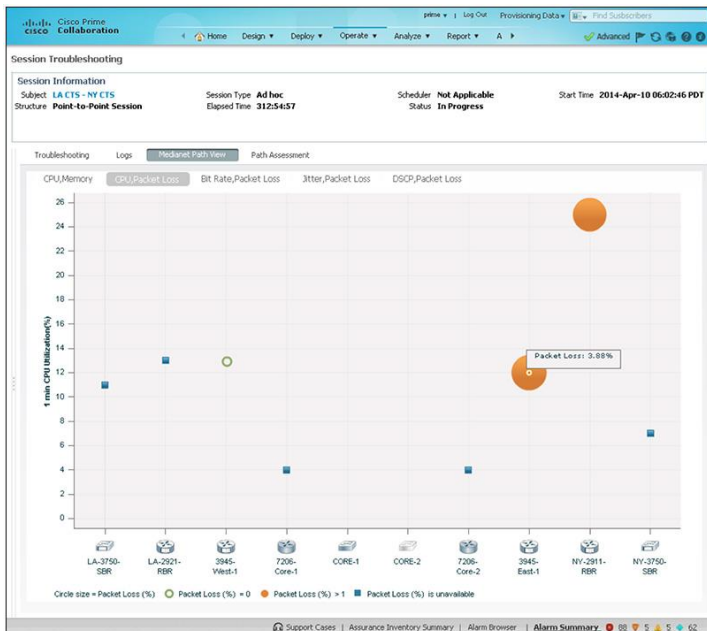 cisco
Cisco Prime
Collaboration
prime | Log Out Provisioning Data Find Susbscribers
Home Design Deploy Operate Analyze Report A Advanced
Session Troubleshooting
Session Information
Subject LA CTS - NY CTS
Session Type Ad hoc
Scheduler Not Applicable
Start Time 2014-Apr-10 06:02:46 PDT
Structure Point-to-Point Session
Elapsed Time 312:54:57
Status In Progress
Troubleshooting Logs Medianet Path View Path Assessment
CPU,Memory CPU,Packet Loss Bit Rate,Packet Loss Jitter,Packet Loss DSCP,Packet Loss
1 min CPU Utilization(%)
26
24
22
20
18
16
14
12
10
8
6
4
2
0
Packet Loss: 3.88%
LA-3750-SBR
LA-2921-RBR
3945-West-1
7206-Core-1
CORE-1
CORE-2
7206-Core-2
3945-East-1
NY-2911-RBR
NY-3750-SBR
Circle size = Packet Loss (%) Packet Loss (%) = 0 Packet Loss (%) > 1 Packet Loss (%) is unavailable
Support Cases | Assurance Inventory Summary | Alarm Browser | Alarm Summary 88 5 5 62